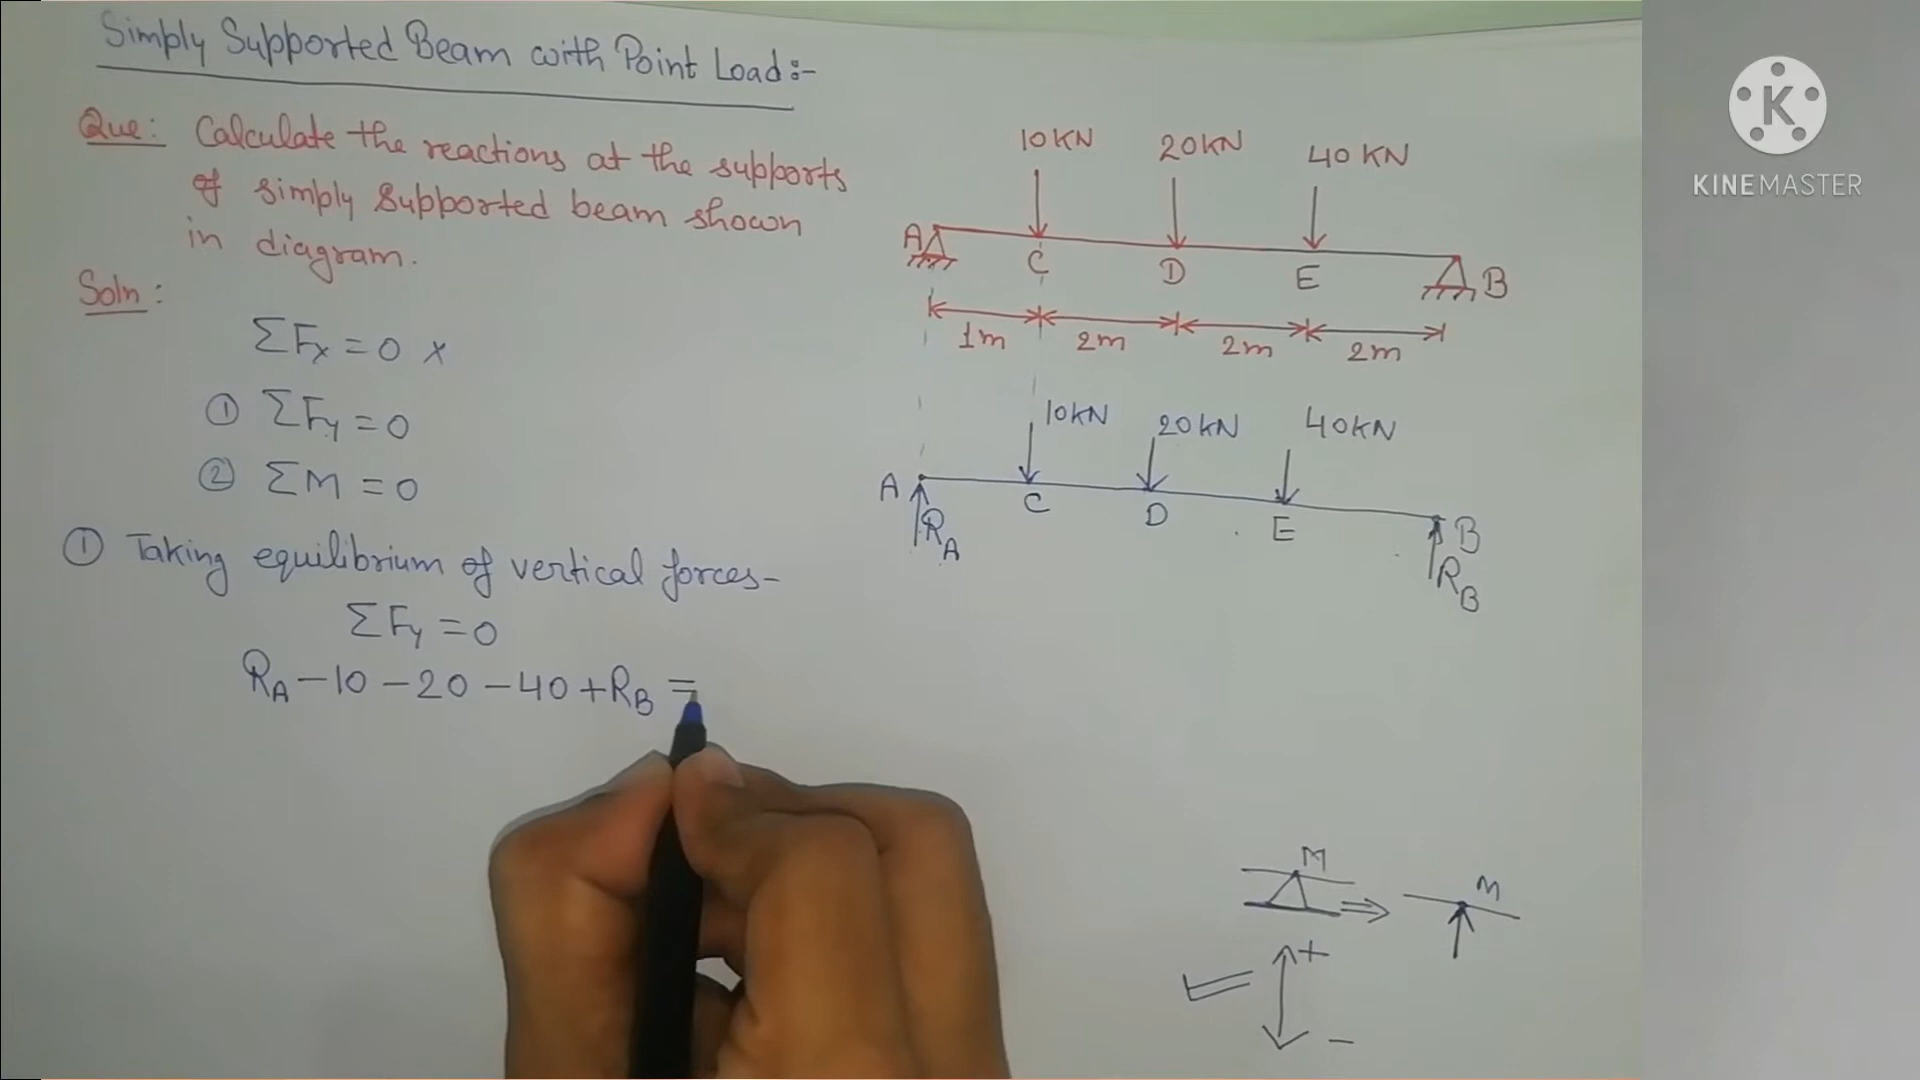 Simply Supported Beam with Point Load:-
Que: Calculate the reactions at the supports
of simply supported beam shown
in diagram.
Soln:
ΣFx = 0 x
① ΣFy = 0
② ΣM = 0
① Taking equilibrium of vertical forces-
ΣFy = 0
RA - 10 - 20 - 40 + RB =
10KN 20KN 40KN
A C D E B
1m 2m 2m 2m
10KN 20KN 40KN
A C D E B
RA RB
M M
+
-
K
KINEMASTER